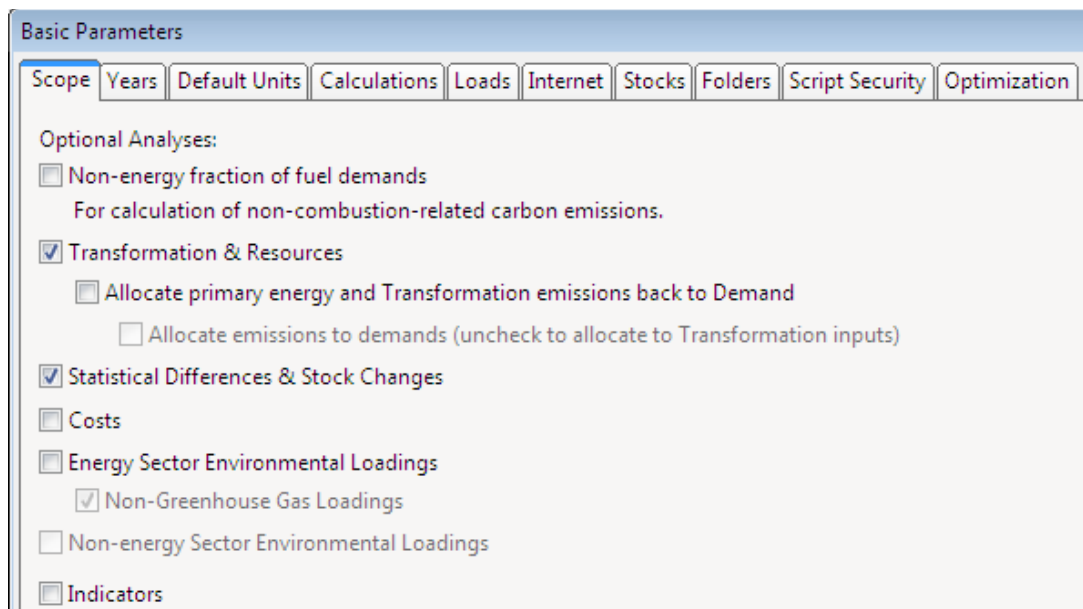 Basic Parameters
Scope Years Default Units Calculations Loads Internet Stocks Folders Script Security Optimization
Optional Analyses:
Non-energy fraction of fuel demands
For calculation of non-combustion-related carbon emissions.
Transformation & Resources
Allocate primary energy and Transformation emissions back to Demand
Allocate emissions to demands (uncheck to allocate to Transformation inputs)
Statistical Differences & Stock Changes
Costs
Energy Sector Environmental Loadings
Non-Greenhouse Gas Loadings
Non-energy Sector Environmental Loadings
Indicators